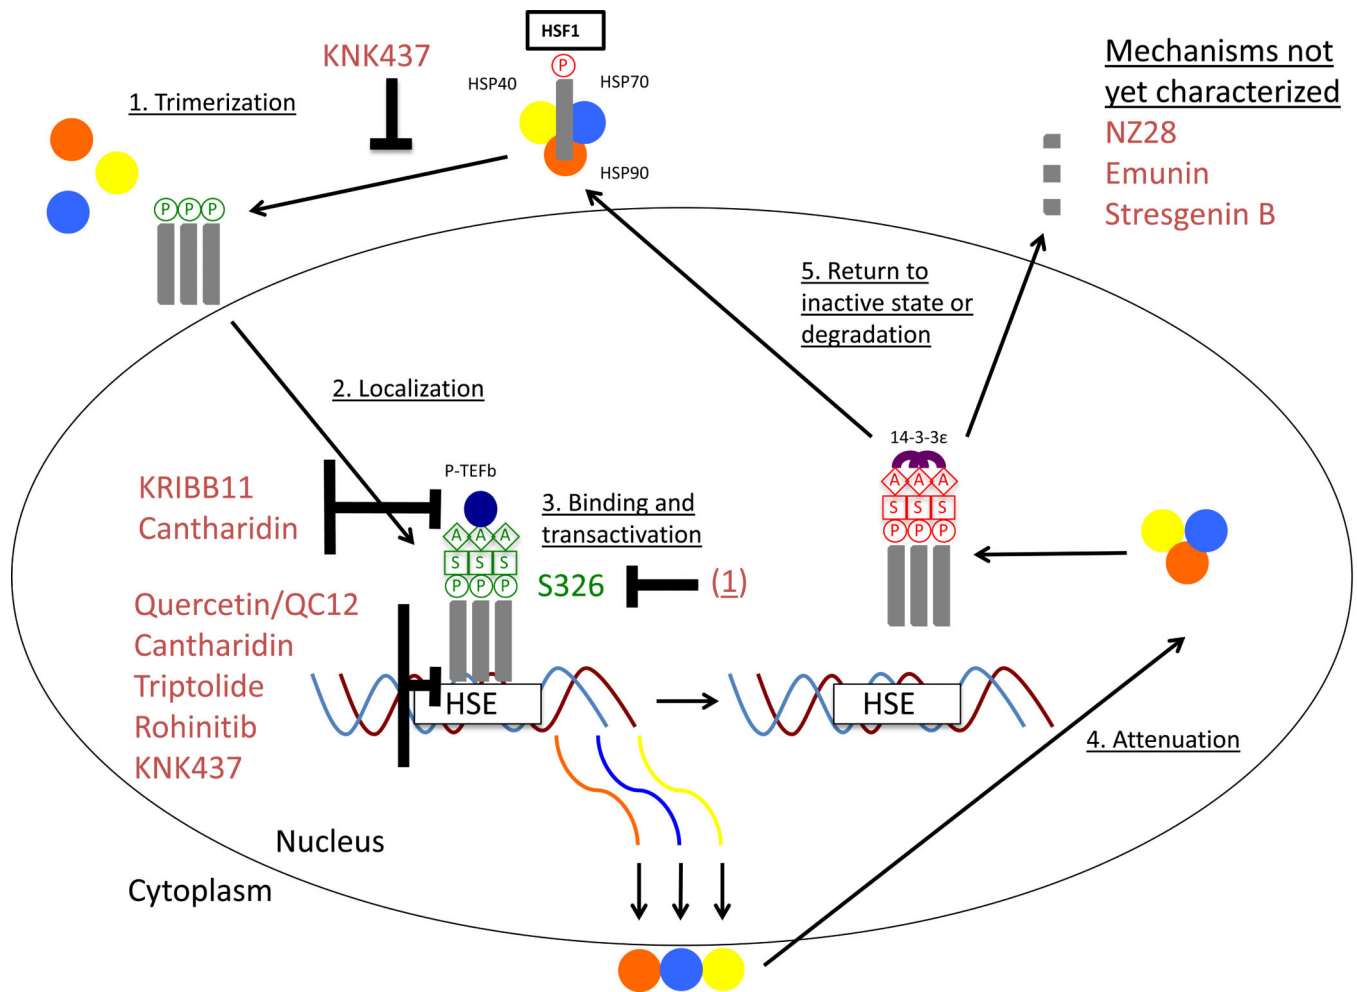 HSF1
KNK437
P
HSP40
HSP70
HSP90
1. Trimerization
P P P
Mechanisms not
yet characterized
NZ28
Emunin
Stresgenin B
5. Return to
inactive state or
degradation
2. Localization
P-TEFb
KRIBB11
Cantharidin
A A A
S S S
P P P
3. Binding and
transactivation
S326
(1)
14-3-3ε
A A A
S S S
P P P
Quercetin/QC12
Cantharidin
Triptolide
Rohinitib
KNK437
HSE
HSE
4. Attenuation
Nucleus
Cytoplasm